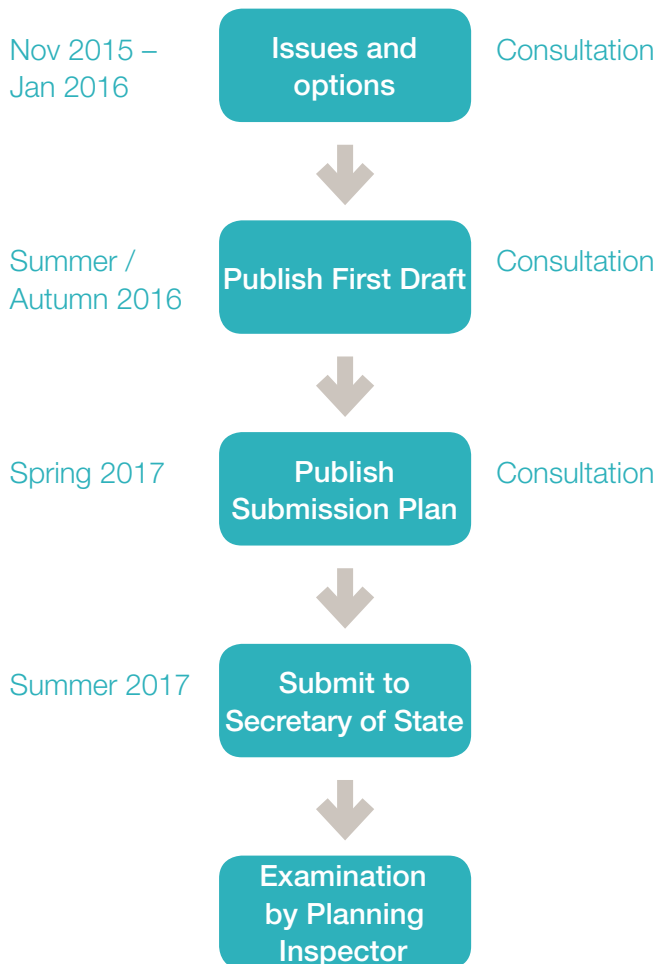 Nov 2015 –
Jan 2016
Issues and
options
Consultation
Summer /
Autumn 2016
Publish First Draft
Consultation
Spring 2017
Publish
Submission Plan
Consultation
Summer 2017
Submit to
Secretary of State
Examination
by Planning
Inspector